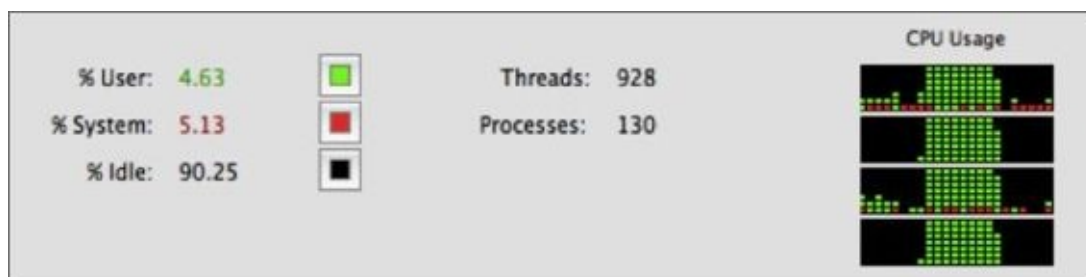 CPU Usage
% User: 4.63 Threads: 928
% System: 5.13 Processes: 130
% Idle: 90.25